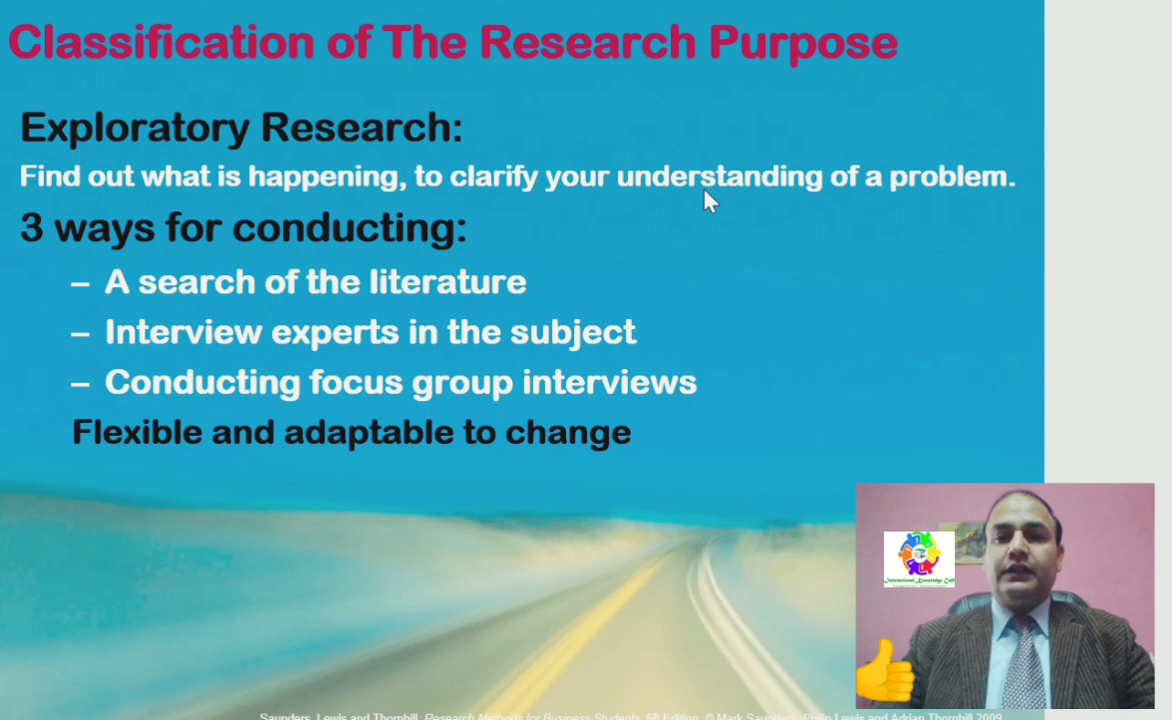 Classification of The Research Purpose
Exploratory Research:
Find out what is happening, to clarify your understanding of a problem.
3 ways for conducting:
– A search of the literature
– Interview experts in the subject
– Conducting focus group interviews
Flexible and adaptable to change
International Knowledge Café
Saunders, Lewis and Thornhill, Research Methods for Business Students, 5th Edition, © Mark Saunders, Philip Lewis and Adrian Thornhill 2009